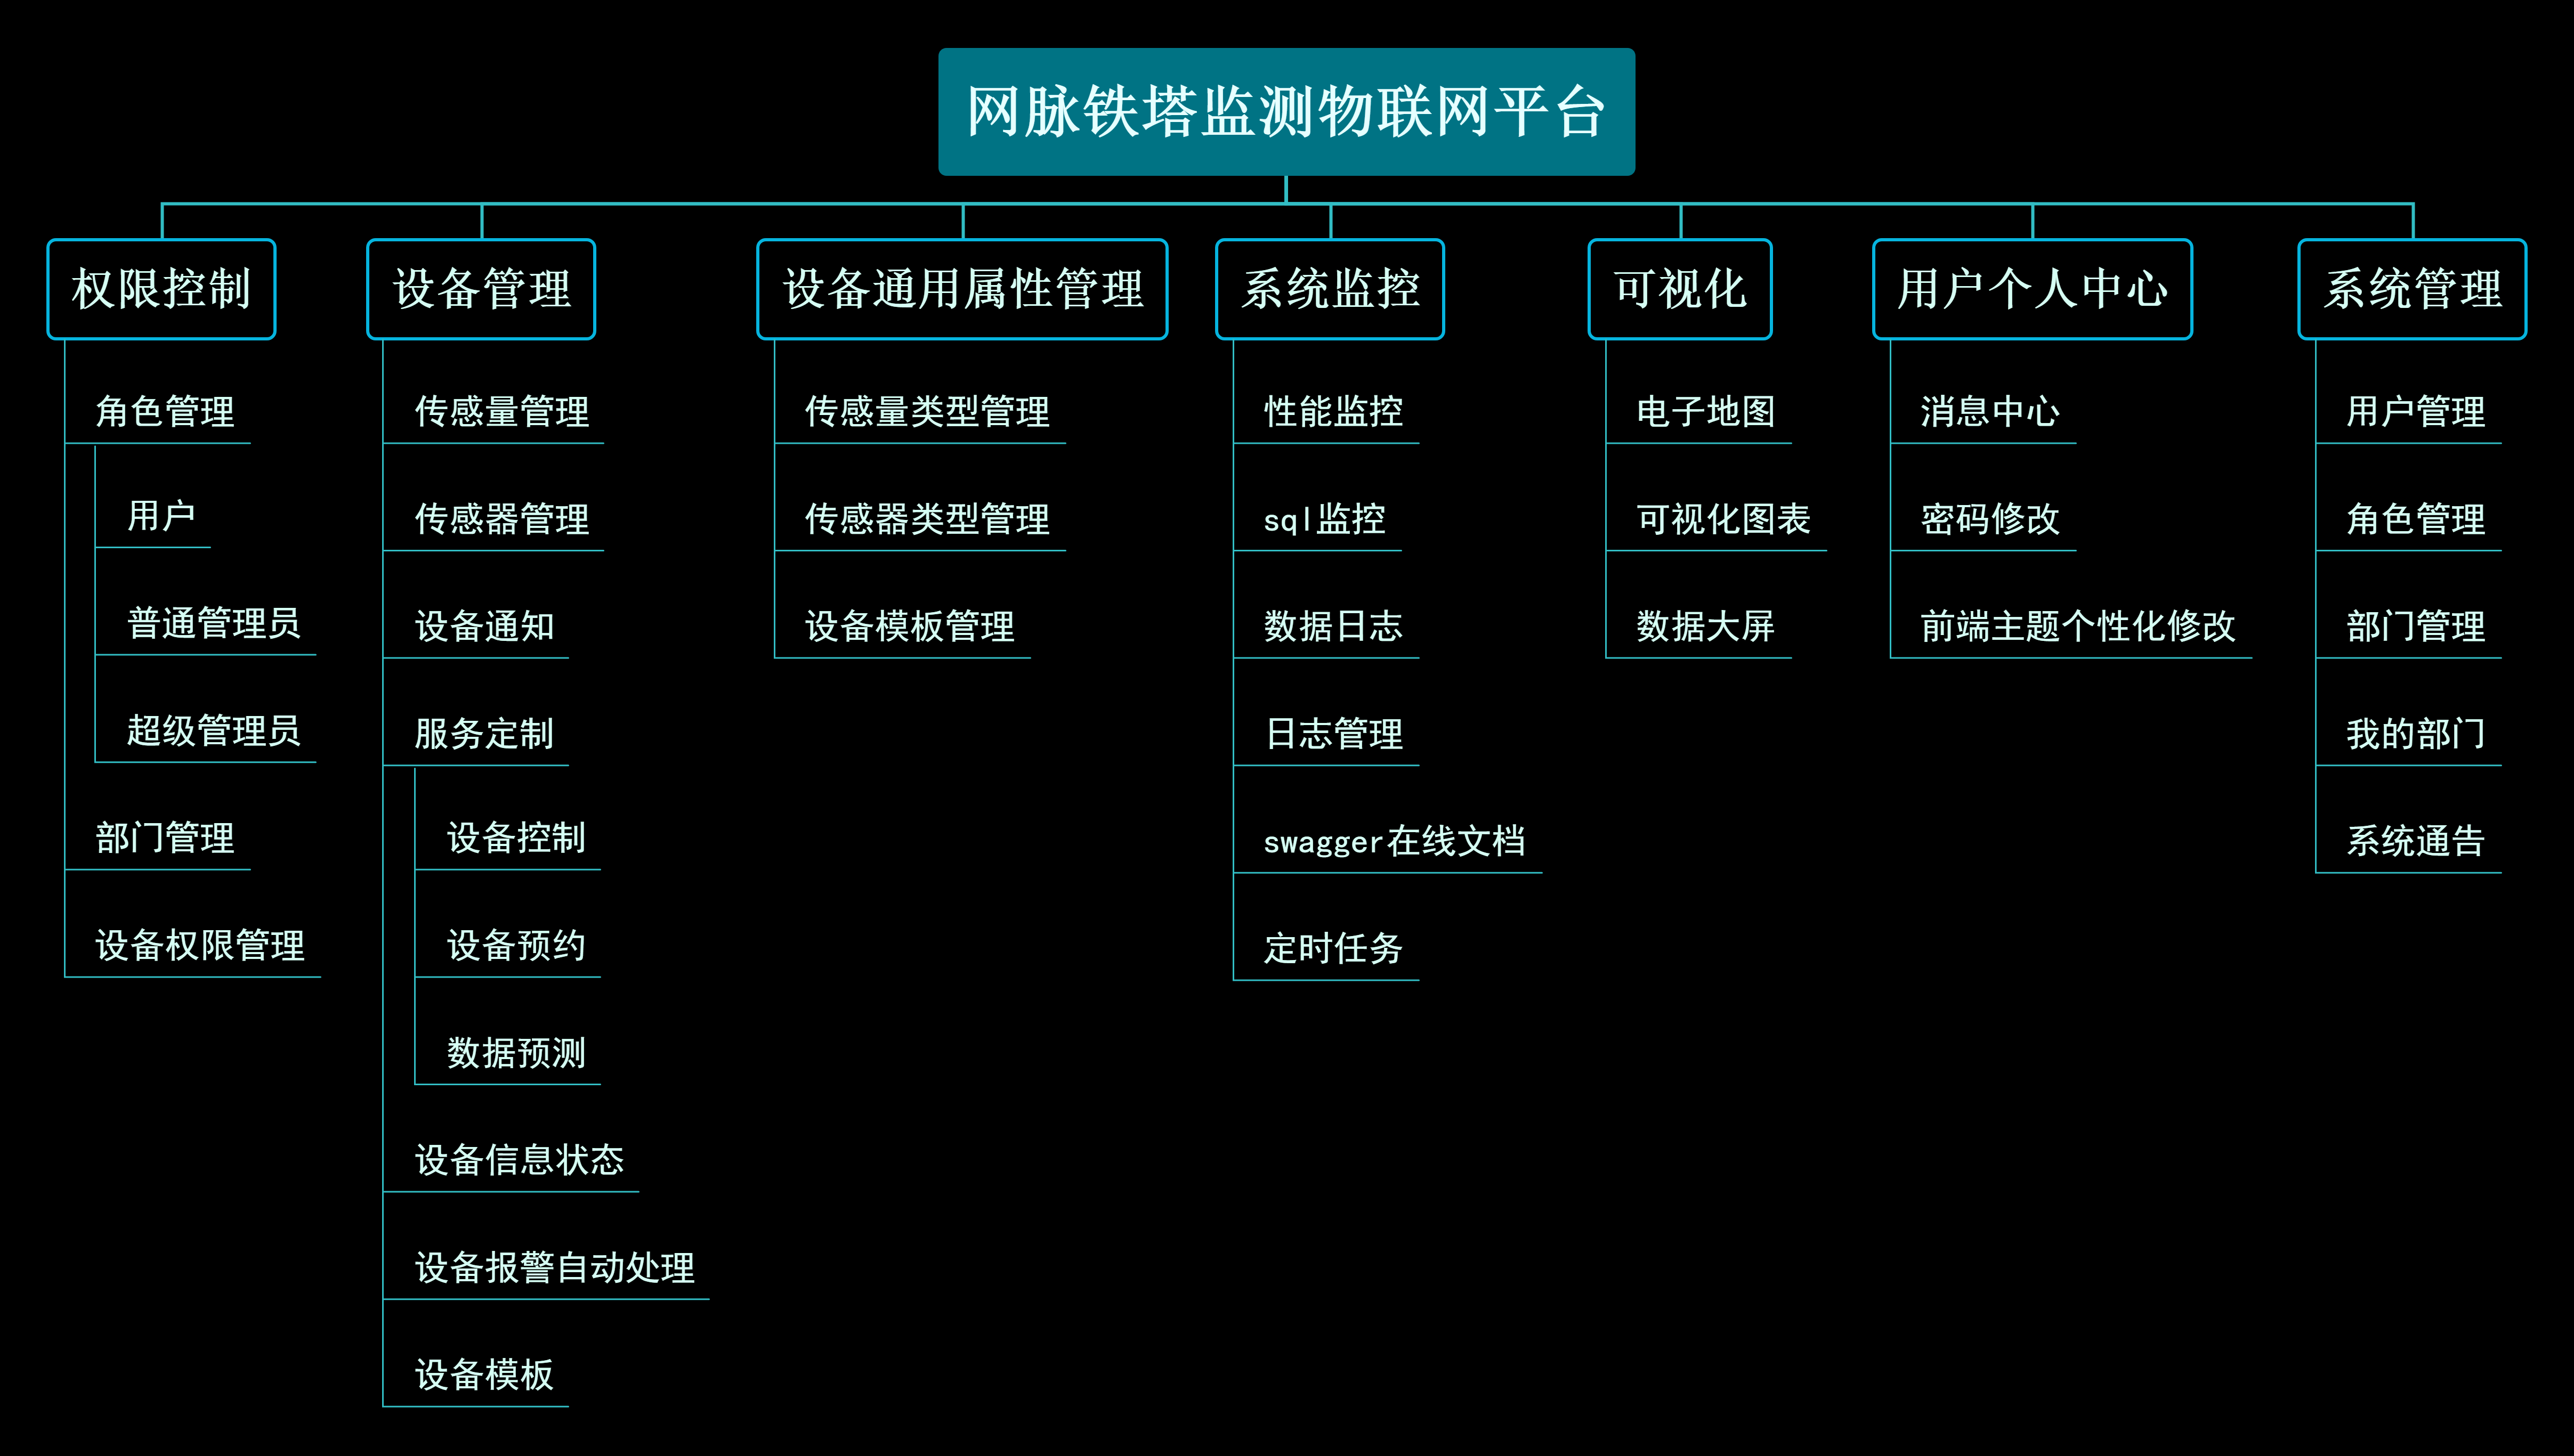 网脉铁塔监测物联网平台
权限控制
角色管理
用户
普通管理员
超级管理员
部门管理
设备权限管理
设备管理
传感量管理
传感器管理
设备通知
服务定制
设备控制
设备预约
数据预测
设备信息状态
设备报警自动处理
设备模板
设备通用属性管理
传感量类型管理
传感器类型管理
设备模板管理
系统监控
性能监控
sql监控
数据日志
日志管理
swagger在线文档
定时任务
可视化
电子地图
可视化图表
数据大屏
用户个人中心
消息中心
密码修改
前端主题个性化修改
系统管理
用户管理
角色管理
部门管理
我的部门
系统通告